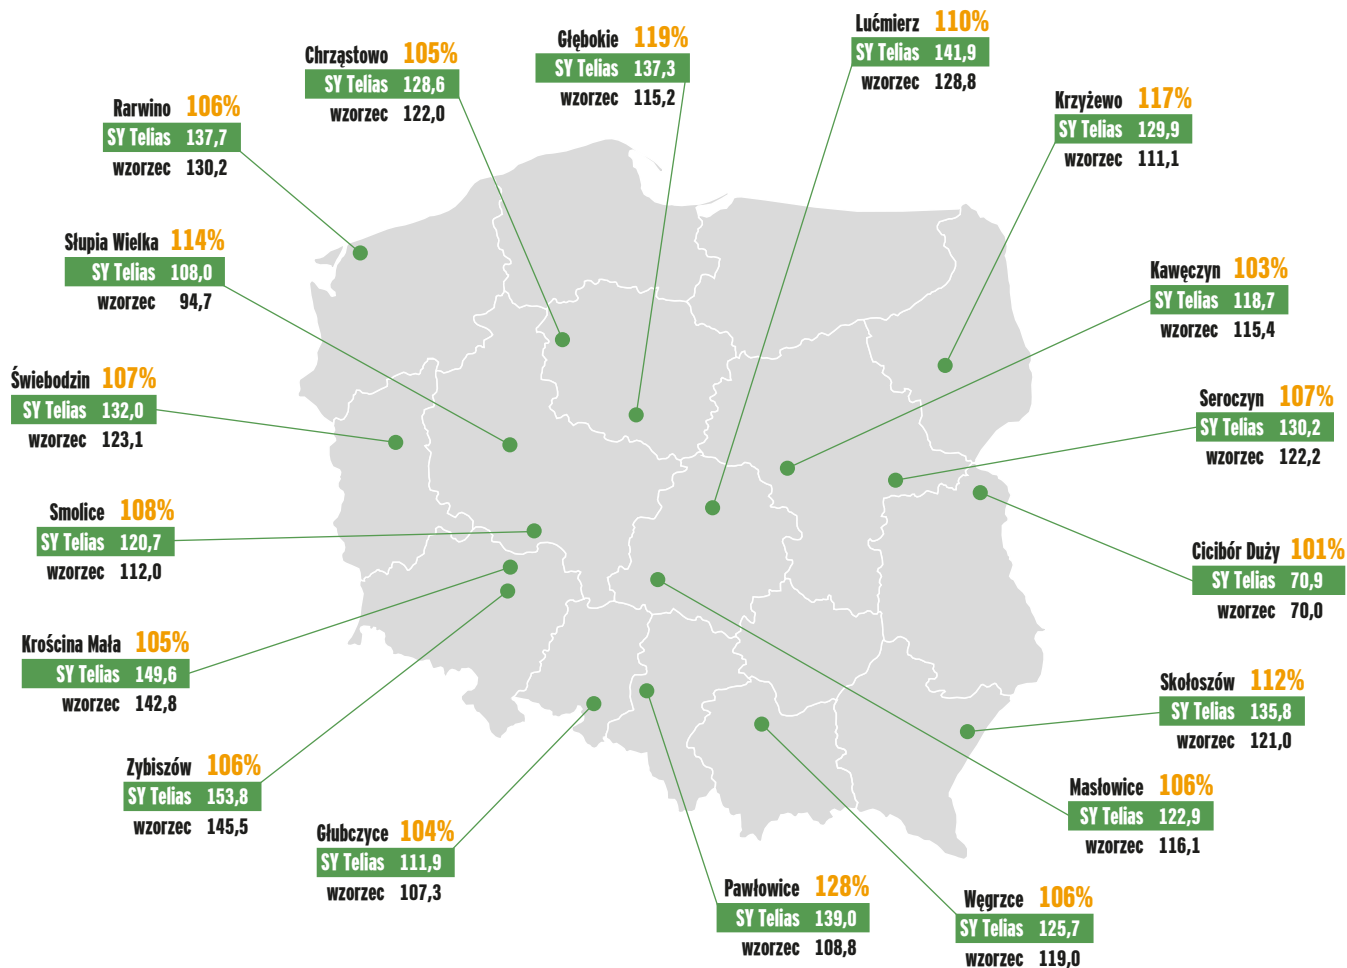 Lućmierz 110%
SY Telias 141,9
wzorzec 128,8
Głębokie 119%
SY Telias 137,3
wzorzec 115,2
Chrząstowo 105%
SY Telias 128,6
wzorzec 122,0
Krzyżewo 117%
SY Telias 129,9
wzorzec 111,1
Rarwino 106%
SY Telias 137,7
wzorzec 130,2
Słupia Wielka 114%
SY Telias 108,0
wzorzec 94,7
Kawęczyn 103%
SY Telias 118,7
wzorzec 115,4
Świebodzin 107%
SY Telias 132,0
wzorzec 123,1
Seroczyn 107%
SY Telias 130,2
wzorzec 122,2
Smolice 108%
SY Telias 120,7
wzorzec 112,0
Cicibór Duży 101%
SY Telias 70,9
wzorzec 70,0
Krościna Mała 105%
SY Telias 149,6
wzorzec 142,8
Skołoszów 112%
SY Telias 135,8
wzorzec 121,0
Zybiszów 106%
SY Telias 153,8
wzorzec 145,5
Masłowice 106%
SY Telias 122,9
wzorzec 116,1
Głubczyce 104%
SY Telias 111,9
wzorzec 107,3
Pawłowice 128%
SY Telias 139,0
wzorzec 108,8
Węgrzce 106%
SY Telias 125,7
wzorzec 119,0